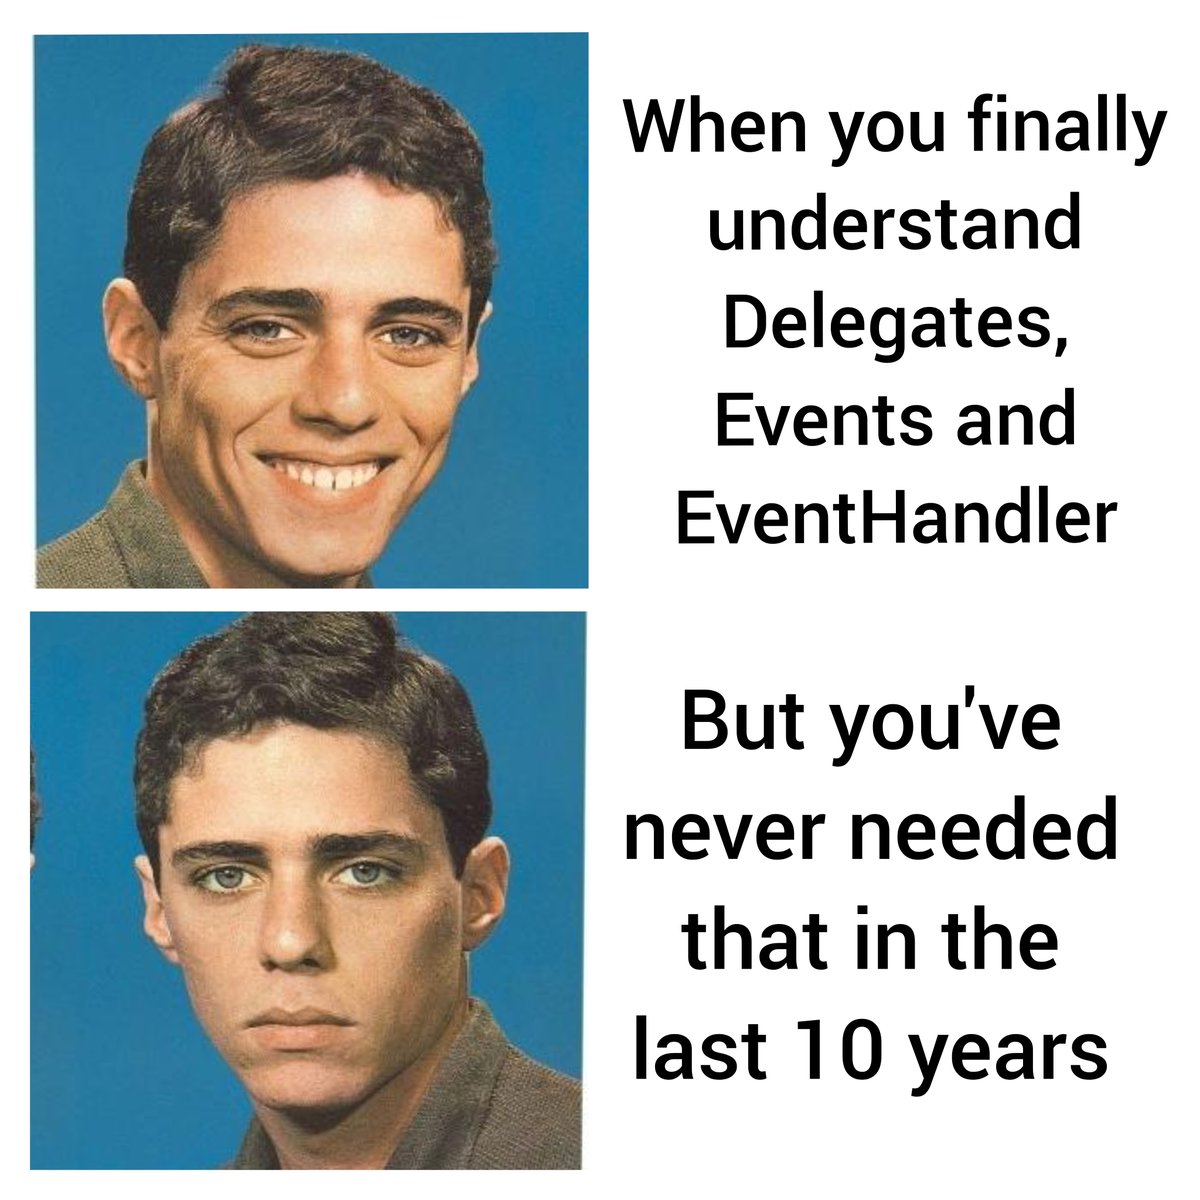 When you finally
understand
Delegates,
Events and
EventHandler
But you've
never needed
that in the
last 10 years